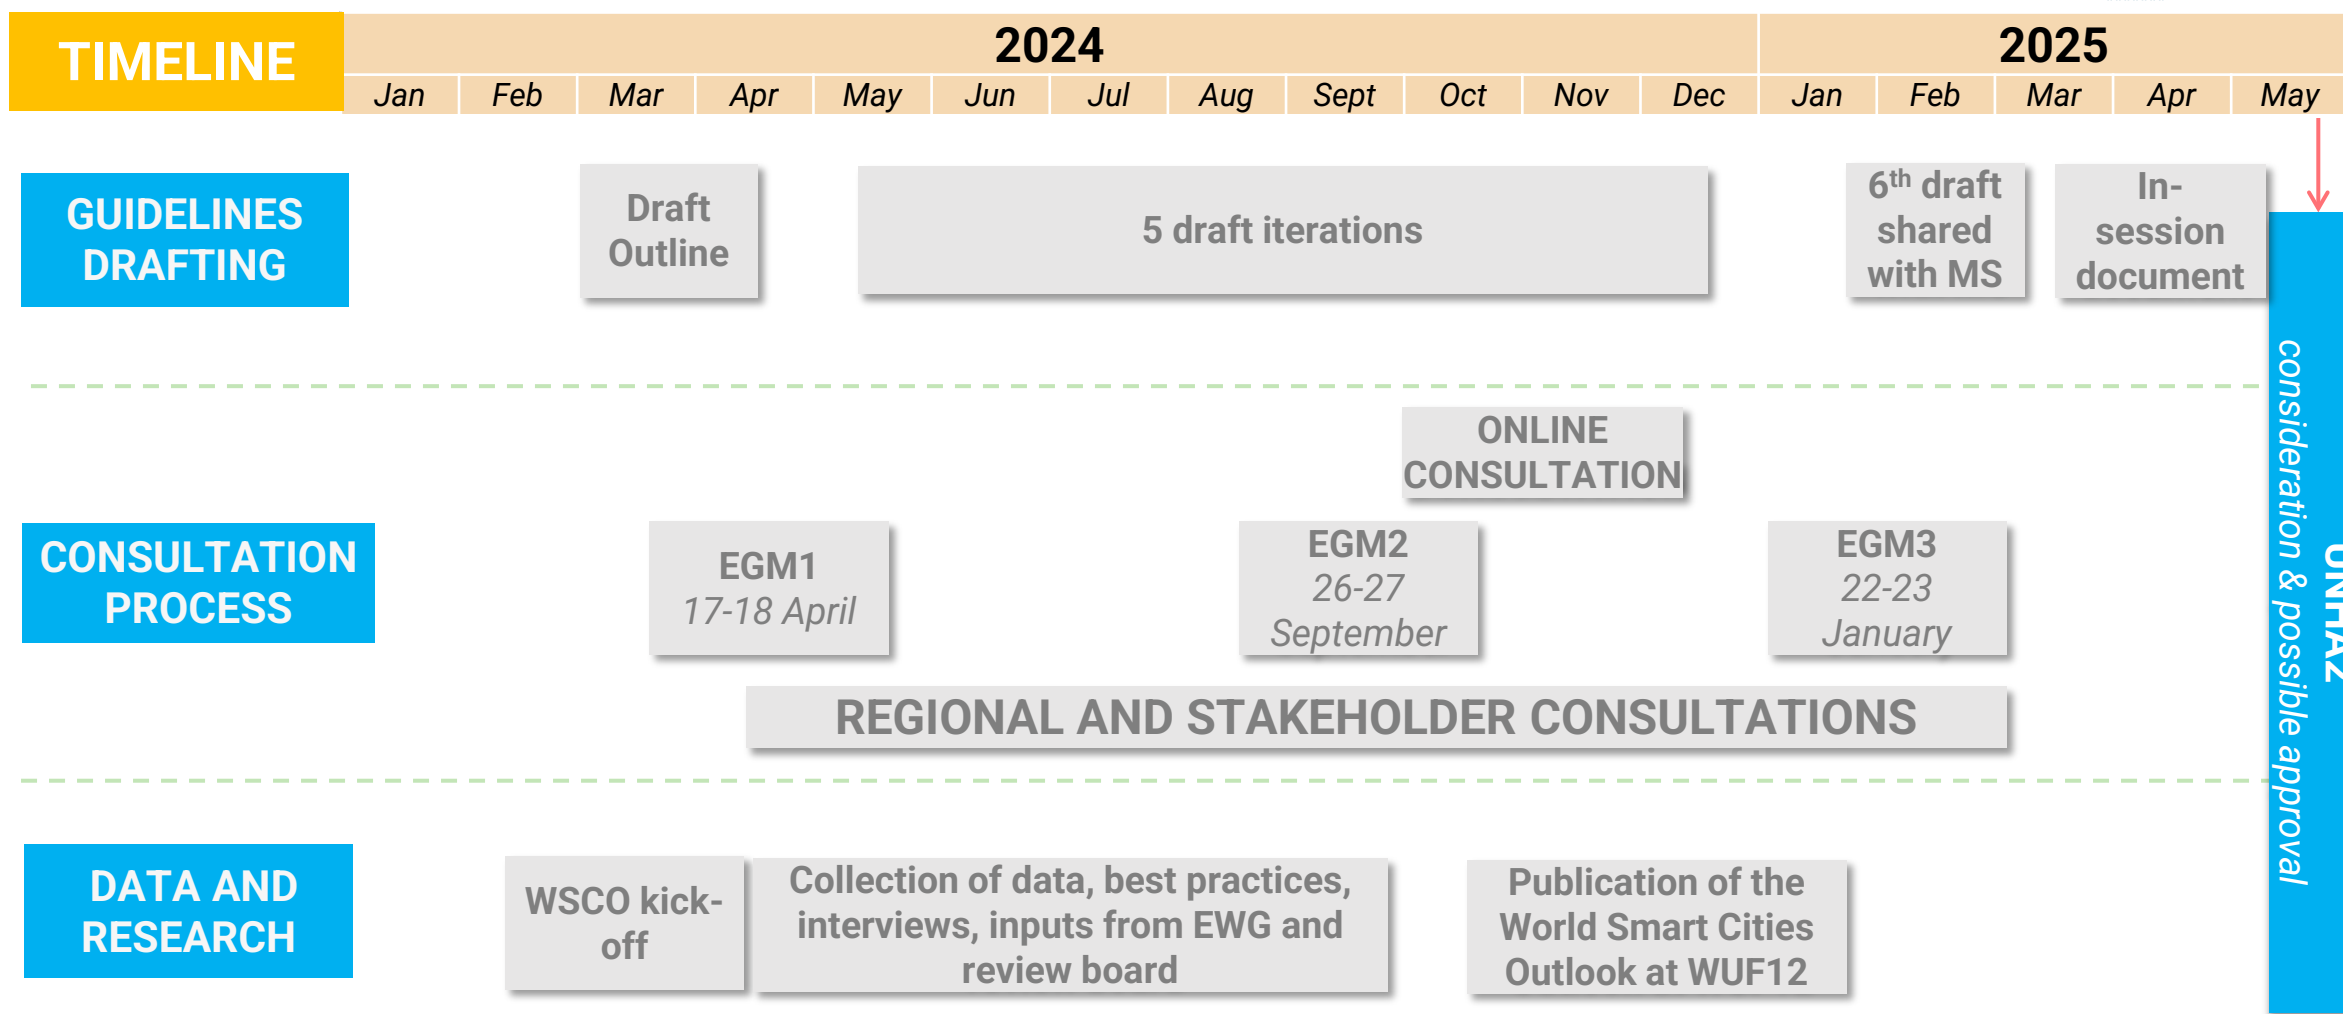 TIMELINE
2024
2025
Jan Feb Mar Apr May Jun Jul Aug Sept Oct Nov Dec Jan Feb Mar Apr May
GUIDELINES
DRAFTING
Draft
Outline
5 draft iterations
6th draft
shared
with MS
In-
session
document
ONLINE
CONSULTATION
CONSULTATION
PROCESS
EGM1
17-18 April
EGM2
26-27
September
EGM3
22-23
January
REGIONAL AND STAKEHOLDER CONSULTATIONS
DATA AND
RESEARCH
WSCO kick-
off
Collection of data, best practices,
interviews, inputs from EWG and
review board
Publication of the
World Smart Cities
Outlook at WUF12
UNHA2
consideration & possible approval